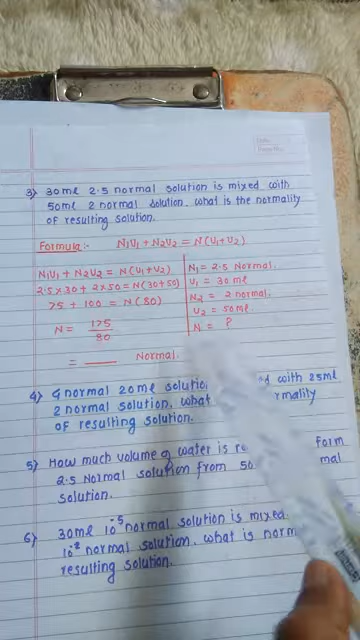 3) 30ml 2.5 normal solution is mixed with
50ml 2 normal solution. what is the normality
of resulting solution.
Formula:- N1V1 + N2V2 = N(V1+V2)
N1V1 + N2V2 = N(V1+V2)
2.5×30 + 2×50 = N(30+50)
75 + 100 = N(80)
N = 175
80
= ___ Normal.
N1 = 2.5 Normal.
V1 = 30 ml
N2 = 2 normal.
V2 = 50ml.
N = ?
4) normal 20ml solutio with 25ml
2 normal solution. what mality
of resulting solution.
5) How much volume of water is form
2.5 Normal solution from 50 mal
solution.
6) 30ml 10⁻⁵ normal solution is mixed
normal solution. what is norm
resulting solution.